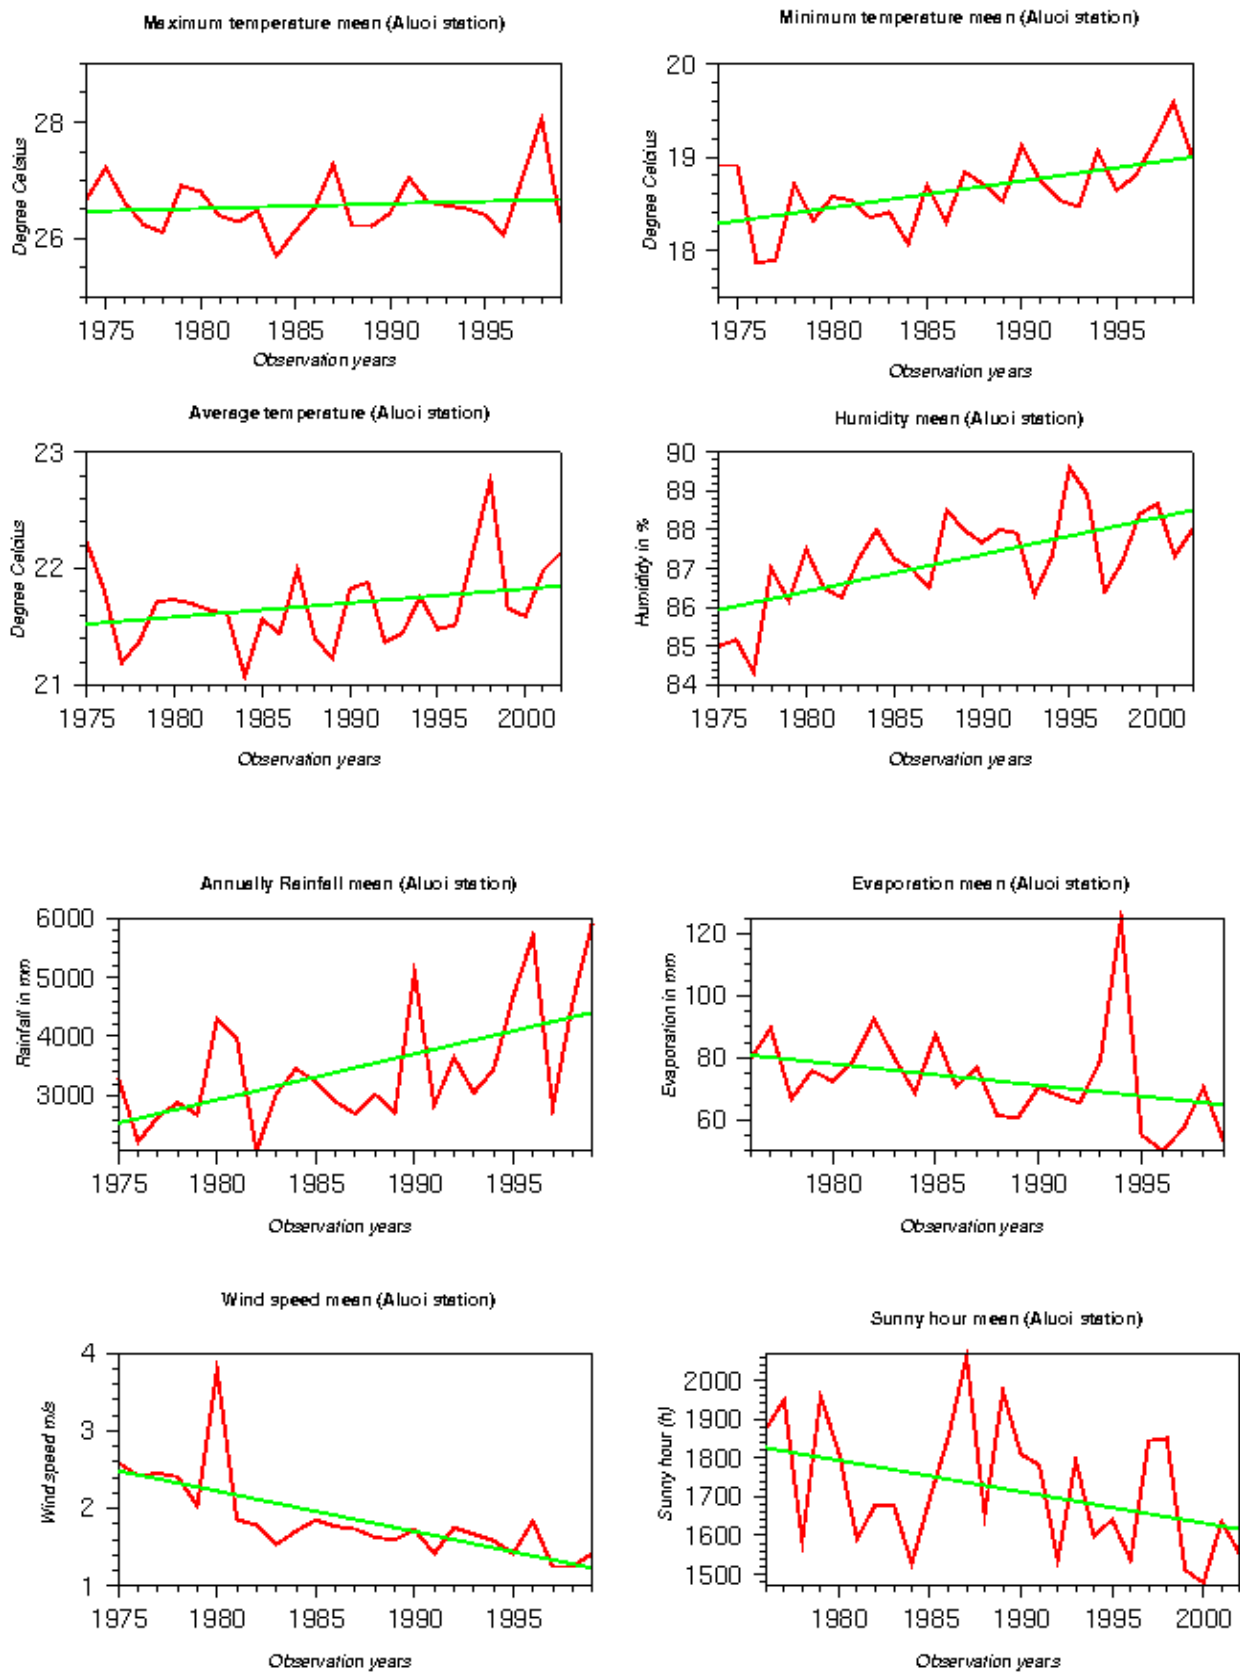 Maximum temperature mean (Aluoi station)
Degree Celsius
28
26
1975 1980 1985 1990 1995
Observation years
Minimum temperature mean (Aluoi station)
Degree Celcius
20
19
18
1975 1980 1985 1990 1995
Observation years
Average temperature (Aluoi station)
Degree Celcius
23
22
21
1975 1980 1985 1990 1995 2000
Observation years
Humidity mean (Aluoi station)
Humidity in %
90
89
88
87
86
85
84
1975 1980 1985 1990 1995 2000
Observation years
Annually Rainfall mean (Aluoi station)
Rainfall in mm
6000
5000
4000
3000
1975 1980 1985 1990 1995
Observation years
Evaporation mean (Aluoi station)
Evaporation in mm
120
100
80
60
1980 1985 1990 1995
Observation years
Wind speed mean (Aluoi station)
Wind speed m/s
4
3
2
1
1975 1980 1985 1990 1995
Observation years
Sunny hour mean (Aluoi station)
Sunny hour (h)
2000
1900
1800
1700
1600
1500
1980 1985 1990 1995 2000
Observation years